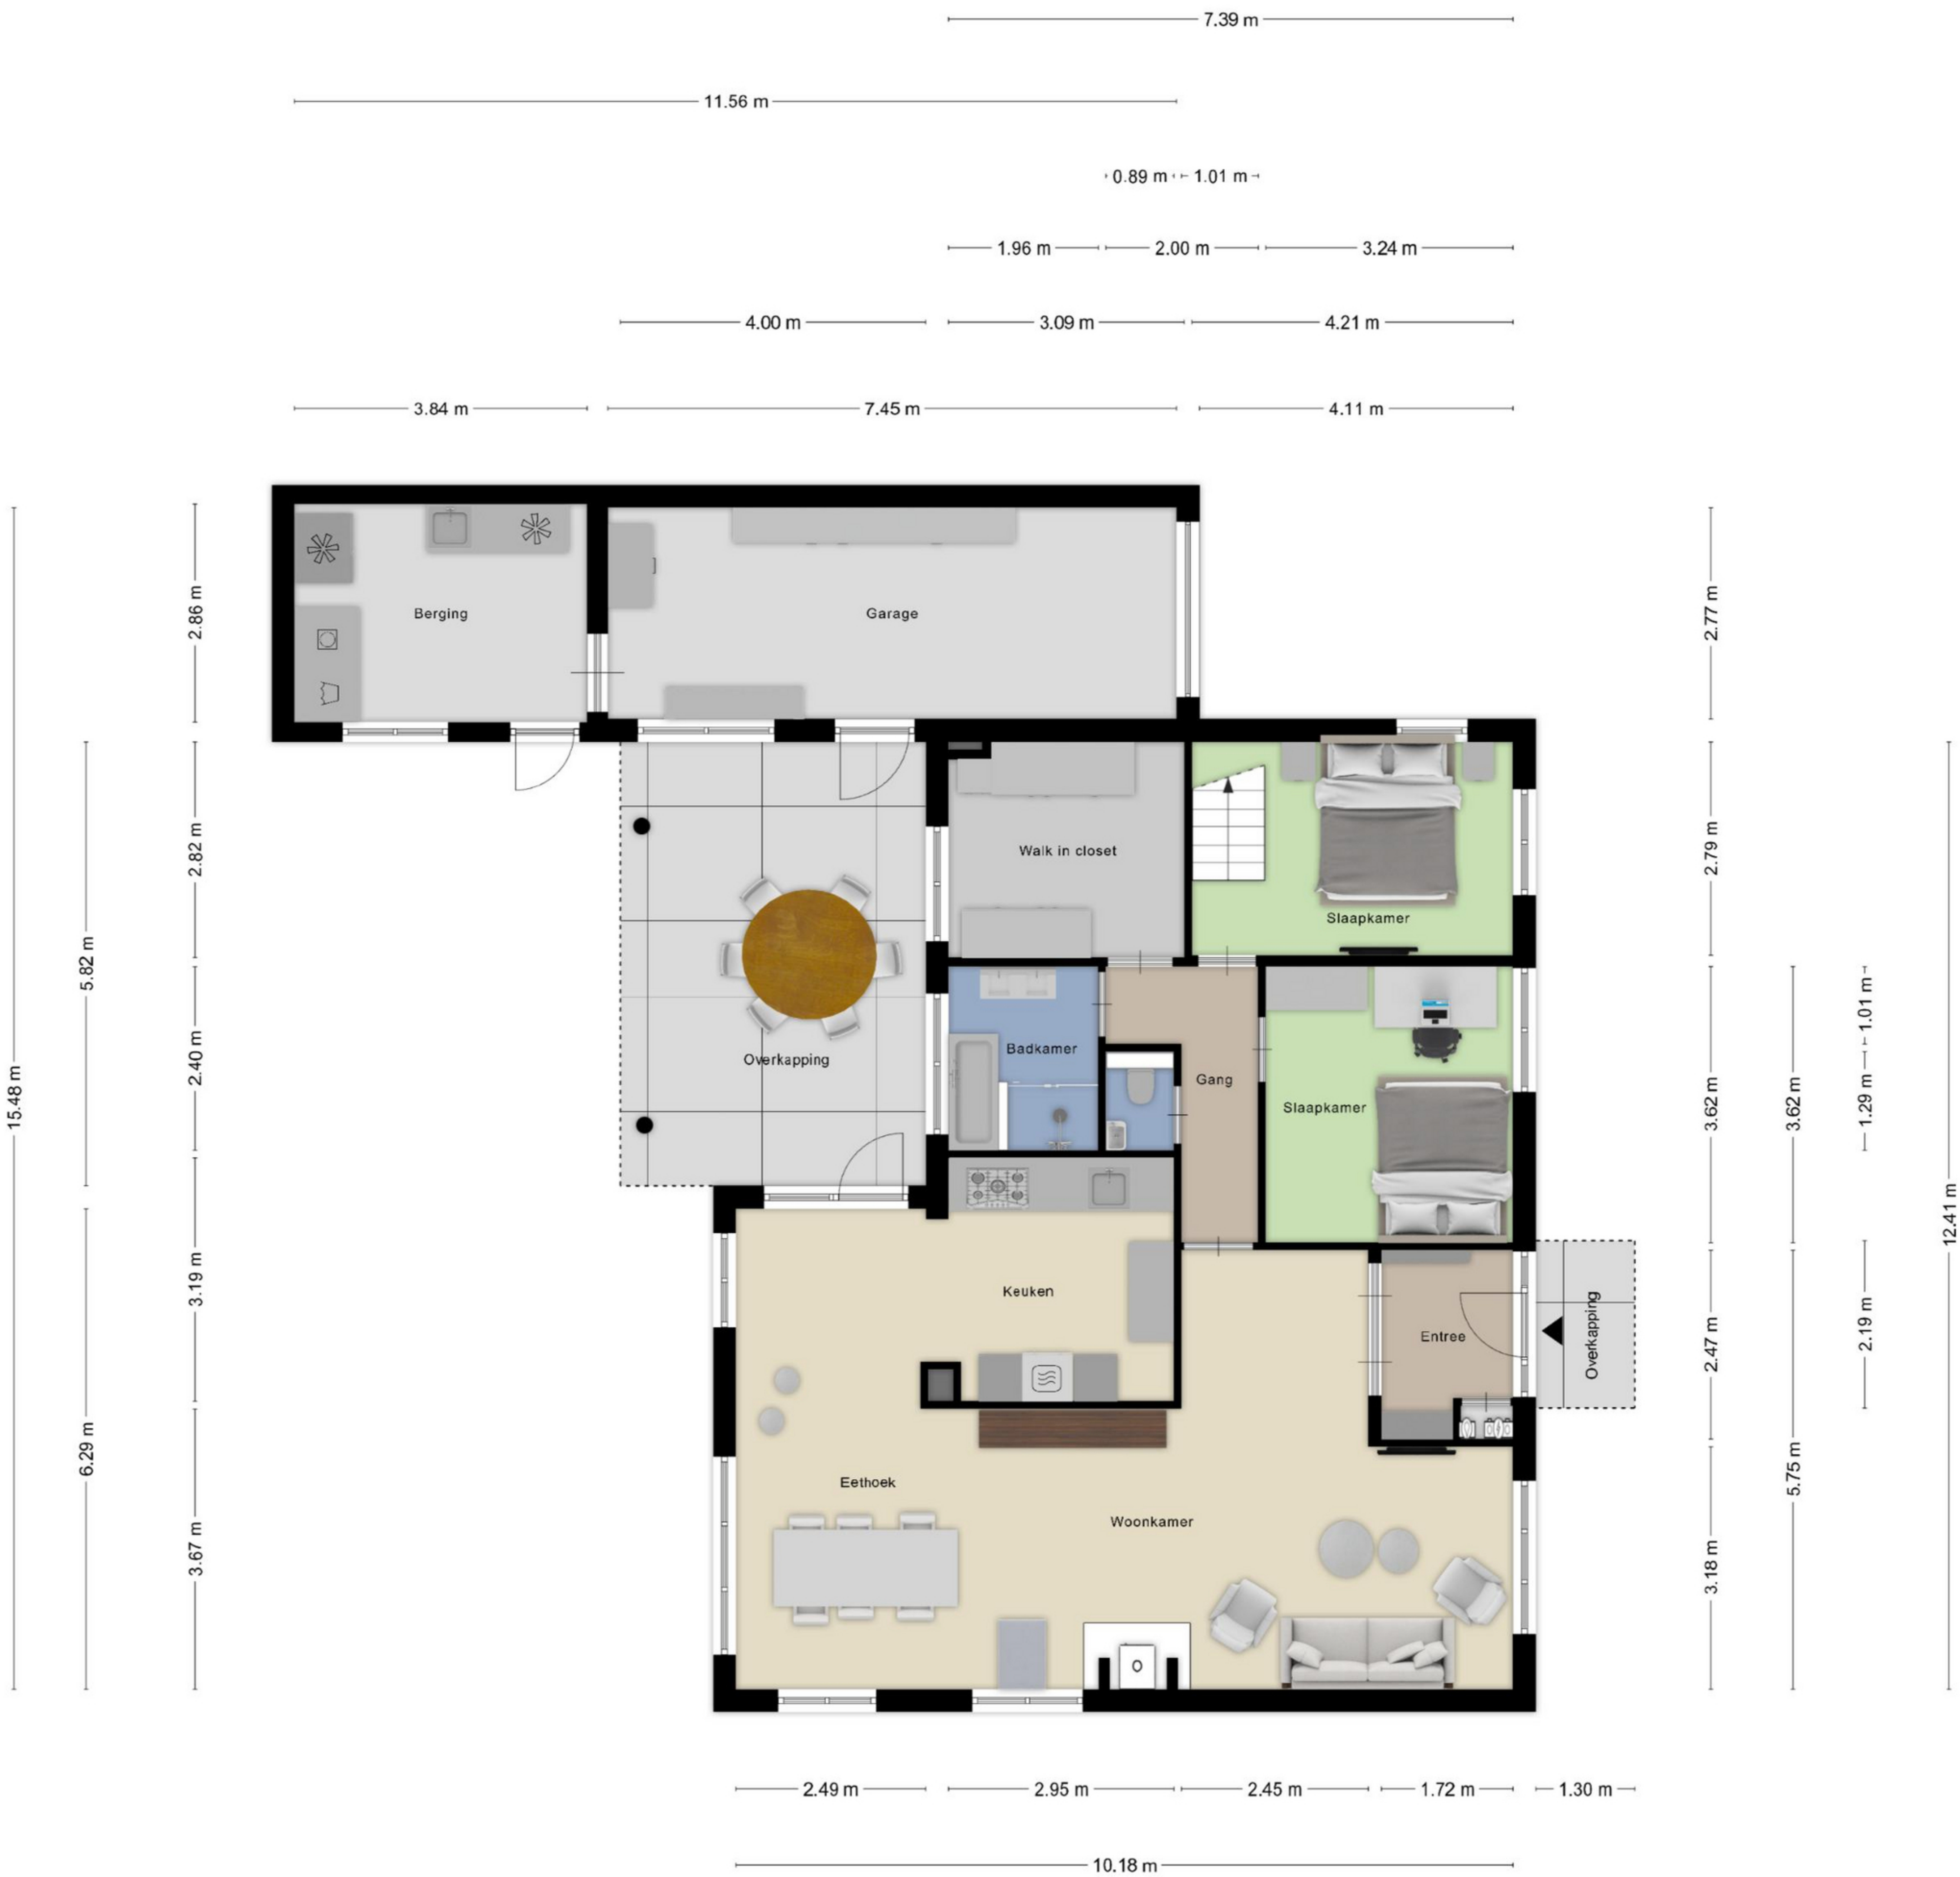 7.39 m
11.56 m
0.89 m 1.01 m
1.96 m 2.00 m 3.24 m
4.00 m 3.09 m 4.21 m
3.84 m 7.45 m 4.11 m
15.48 m
5.82 m
6.29 m
2.86 m
2.82 m
2.40 m
3.19 m
3.67 m
Berging
Garage
Walk in closet
Slaapkamer
Overkapping
Badkamer
Gang
Slaapkamer
Keuken
Entree
Overkapping
Eethoek
Woonkamer
2.77 m
2.79 m
3.62 m
2.47 m
3.18 m
3.62 m
5.75 m
1.01 m
1.29 m
2.19 m
12.41 m
2.49 m 2.95 m 2.45 m 1.72 m 1.30 m
10.18 m